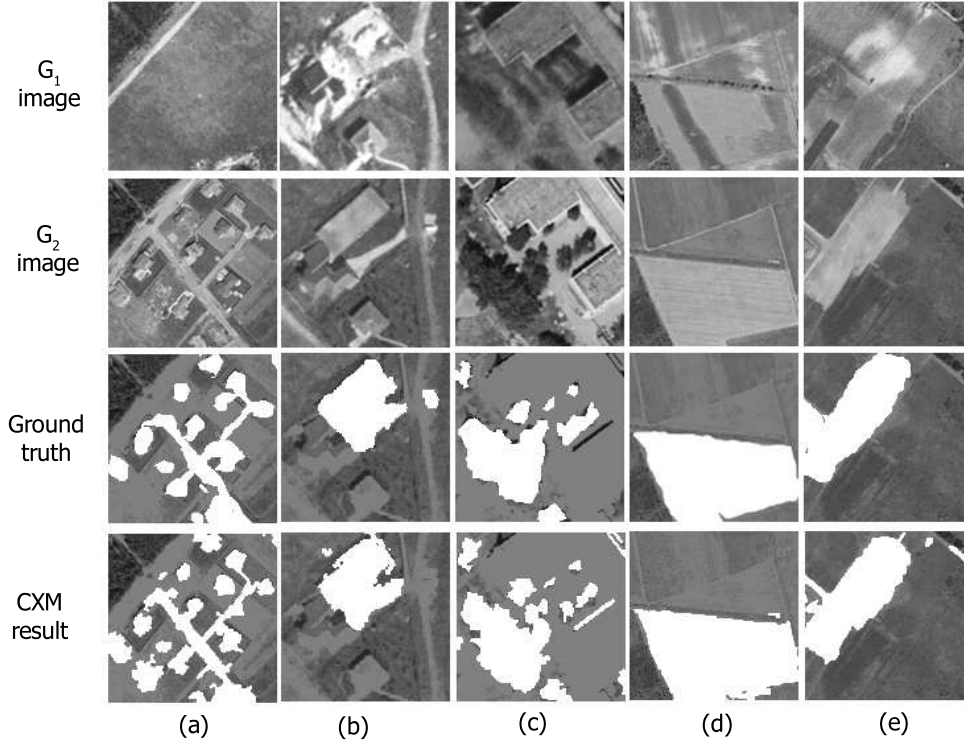 G1
image
G2
image
Ground
truth
CXM
result
(a) (b) (c) (d) (e)